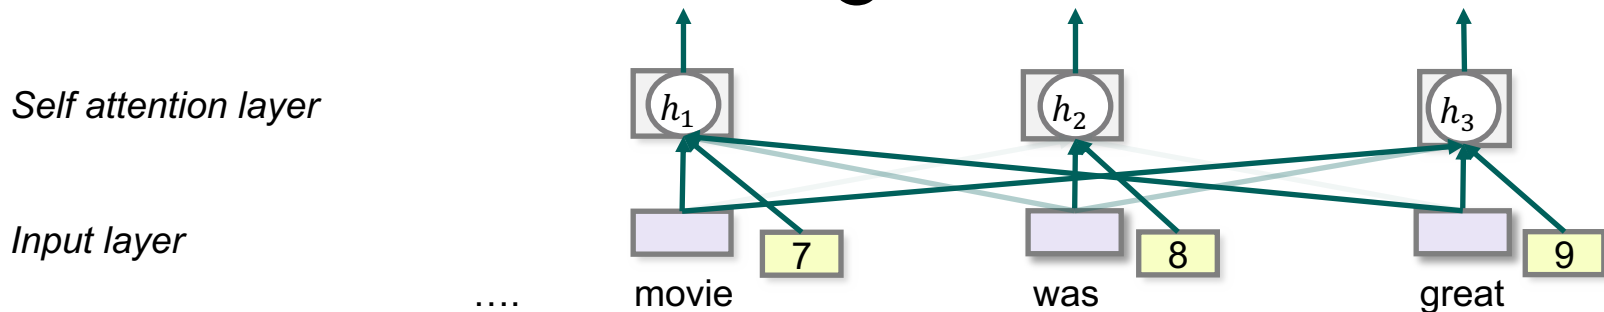 Self attention layer
h₁ h₂ h₃
Input layer
7 8 9
…. movie was great